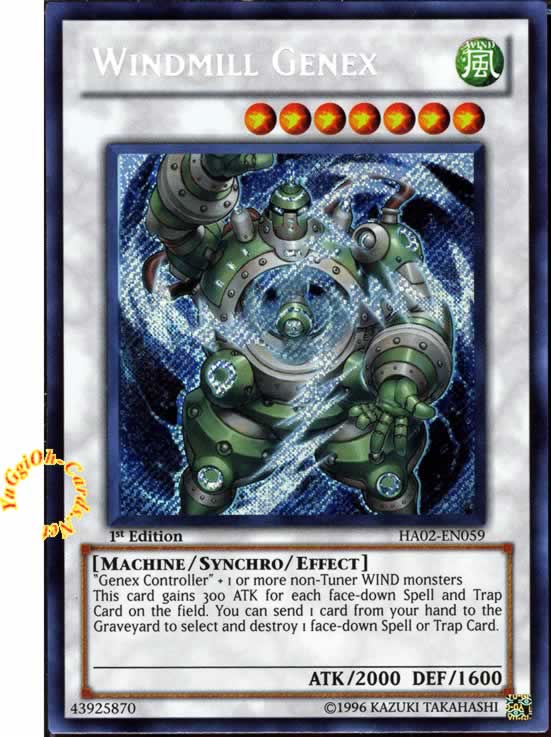 WINDMILL GENEX
WIND
風
1st Edition
HA02-EN059
[MACHINE/SYNCHRO/EFFECT]
"Genex Controller" + 1 or more non-Tuner WIND monsters
This card gains 300 ATK for each face-down Spell and Trap
Card on the field. You can send 1 card from your hand to the
Graveyard to select and destroy 1 face-down Spell or Trap Card.
ATK/2000 DEF/1600
43925870
©1996 KAZUKI TAKAHASHI
YuGgiOh-Cards.Net